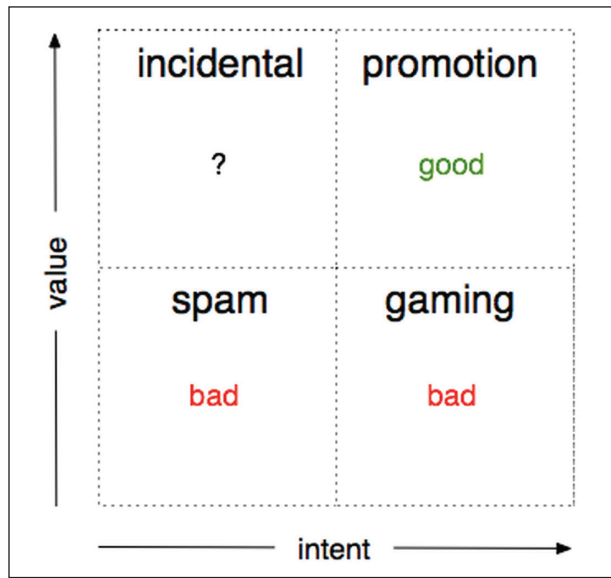 incidental promotion
? good
value
spam gaming
bad bad
intent